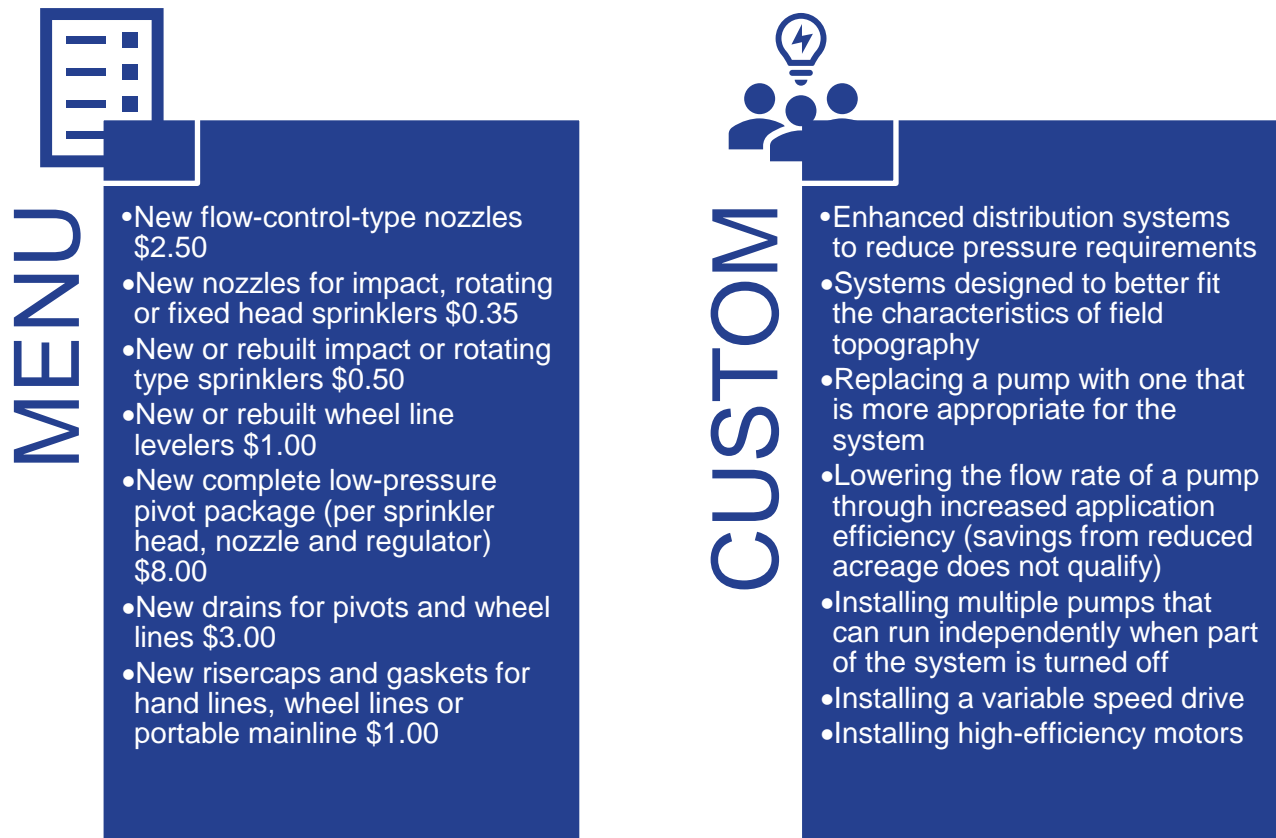 MENU
•New flow-control-type nozzles
$2.50
•New nozzles for impact, rotating
or fixed head sprinklers $0.35
•New or rebuilt impact or rotating
type sprinklers $0.50
•New or rebuilt wheel line
levelers $1.00
•New complete low-pressure
pivot package (per sprinkler
head, nozzle and regulator)
$8.00
•New drains for pivots and wheel
lines $3.00
•New risercaps and gaskets for
hand lines, wheel lines or
portable mainline $1.00
CUSTOM
•Enhanced distribution systems
to reduce pressure requirements
•Systems designed to better fit
the characteristics of field
topography
•Replacing a pump with one that
is more appropriate for the
system
•Lowering the flow rate of a pump
through increased application
efficiency (savings from reduced
acreage does not qualify)
•Installing multiple pumps that
can run independently when part
of the system is turned off
•Installing a variable speed drive
•Installing high-efficiency motors